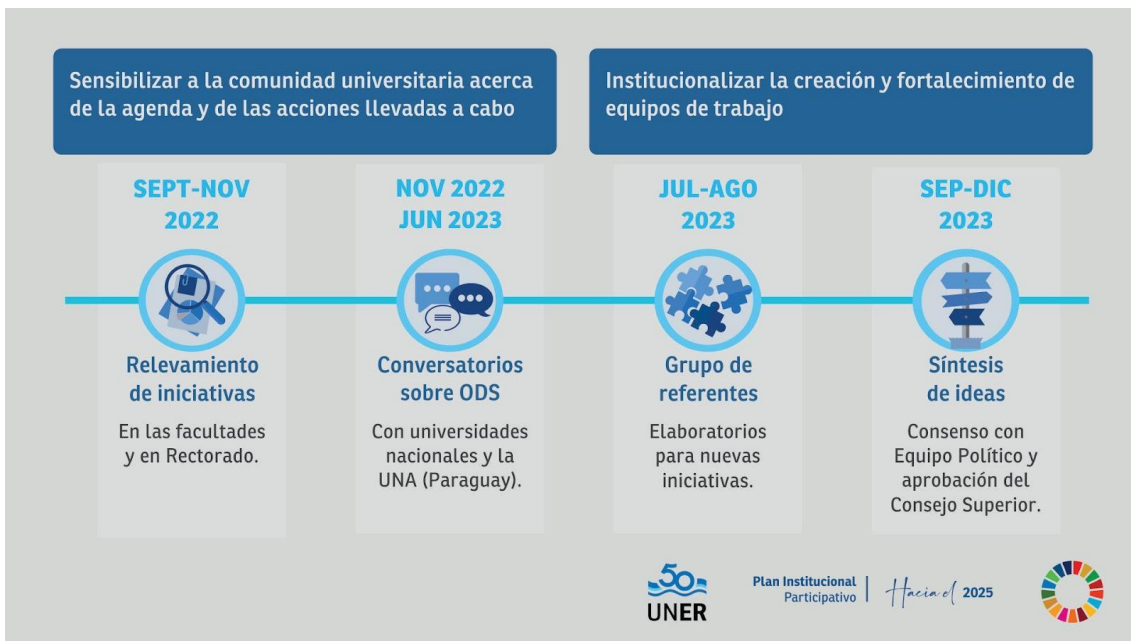 Sensibilizar a la comunidad universitaria acerca
de la agenda y de las acciones llevadas a cabo
Institucionalizar la creación y fortalecimiento de
equipos de trabajo
SEPT-NOV
2022
Relevamiento
de iniciativas
En las facultades
y en Rectorado.
NOV 2022
JUN 2023
Conversatorios
sobre ODS
Con universidades
nacionales y la
UNA (Paraguay).
JUL-AGO
2023
Grupo de
referentes
Elaboratorios
para nuevas
iniciativas.
SEP-DIC
2023
Síntesis
de ideas
Consenso con
Equipo Político y
aprobación del
Consejo Superior.
50
UNER
Plan Institucional
Participativo
Hacia el 2025